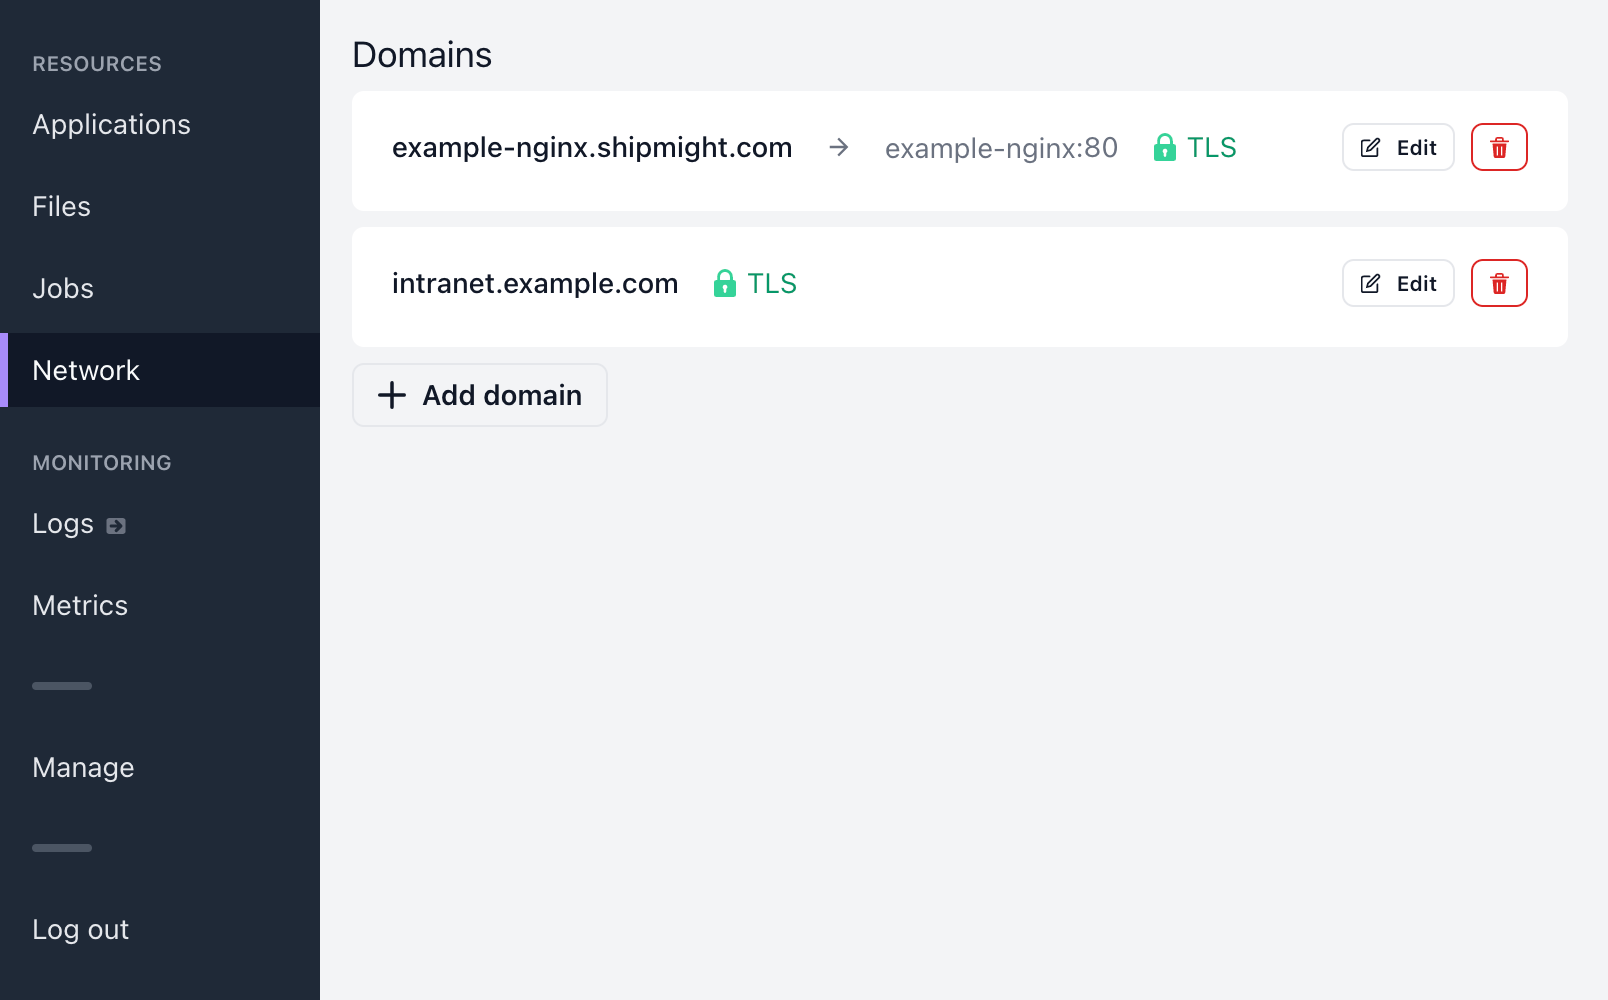 RESOURCES
Applications
Files
Jobs
Network
MONITORING
Logs
Metrics
Manage
Log out
Domains
example-nginx.shipmight.com → example-nginx:80 TLS Edit
intranet.example.com TLS Edit
Add domain